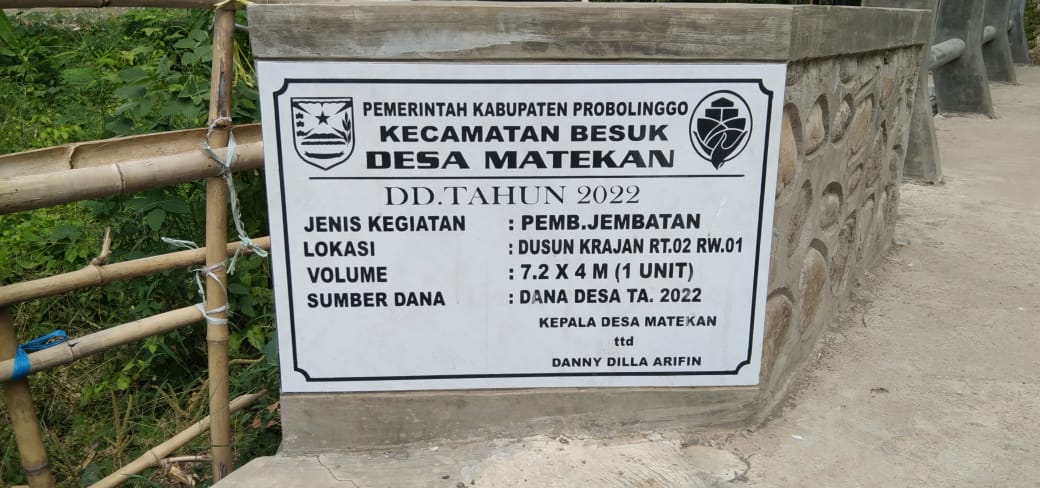 PEMERINTAH KABUPATEN PROBOLINGGO
KECAMATAN BESUK
DESA MATEKAN
DD.TAHUN 2022
JENIS KEGIATAN : PEMB.JEMBATAN
LOKASI : DUSUN KRAJAN RT.02 RW.01
VOLUME : 7.2 X 4 M (1 UNIT)
SUMBER DANA : DANA DESA TA. 2022
KEPALA DESA MATEKAN
ttd
DANNY DILLA ARIFIN